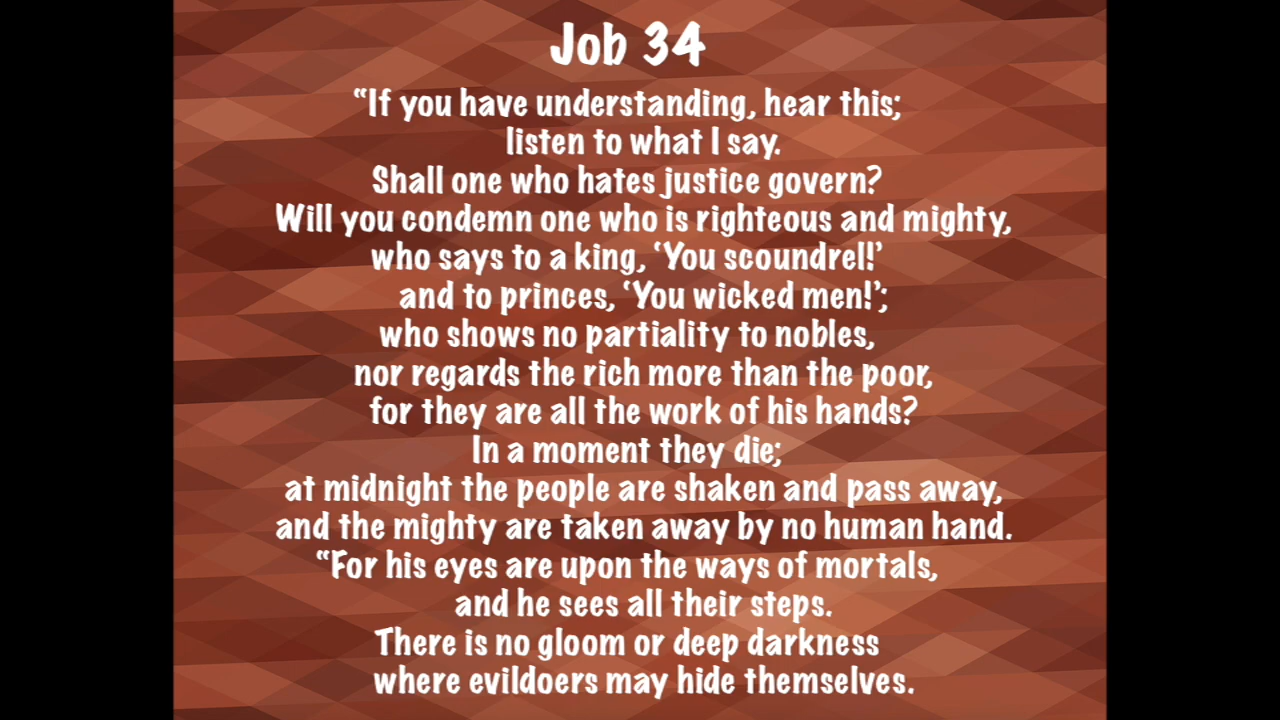 Job 34
“If you have understanding, hear this;
listen to what I say.
Shall one who hates justice govern?
Will you condemn one who is righteous and mighty,
who says to a king, ‘You scoundrel!’
and to princes, ‘You wicked men!’;
who shows no partiality to nobles,
nor regards the rich more than the poor,
for they are all the work of his hands?
In a moment they die;
at midnight the people are shaken and pass away,
and the mighty are taken away by no human hand.
“For his eyes are upon the ways of mortals,
and he sees all their steps.
There is no gloom or deep darkness
where evildoers may hide themselves.